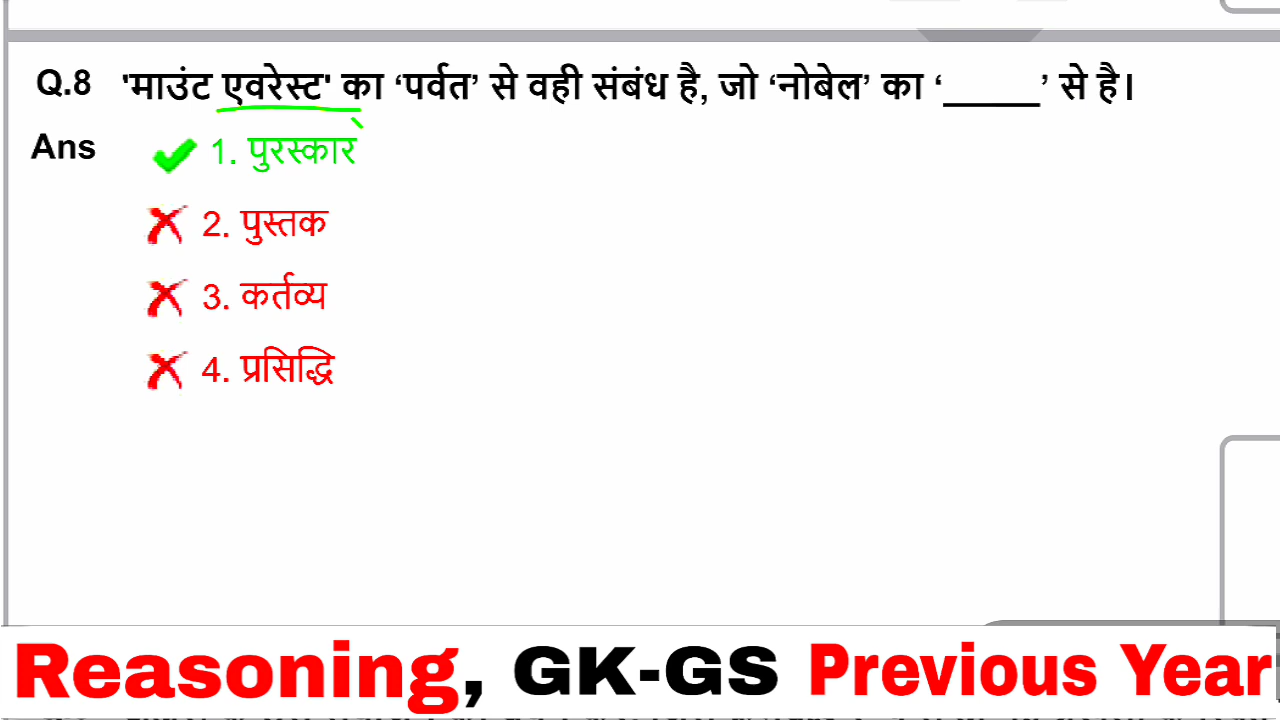 Q.8 'माउंट एवरेस्ट' का ‘पर्वत’ से वही संबंध है, जो ‘नोबेल’ का ‘_____’ से है।
Ans 1. पुरस्कार
2. पुस्तक
3. कर्तव्य
4. प्रसिद्धि
Reasoning, GK-GS Previous Year